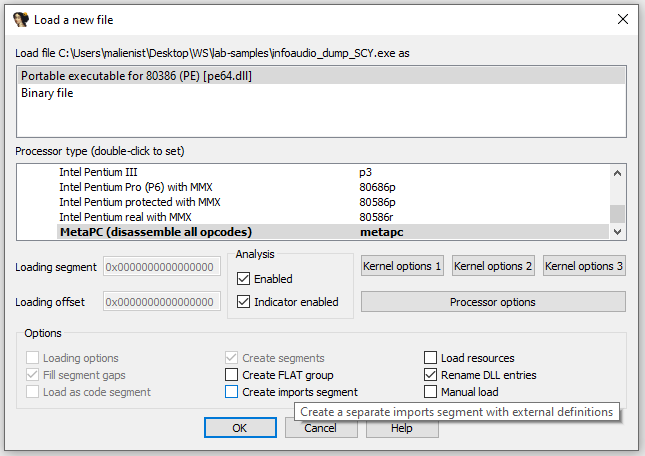 Load a new file
Load file C:\Users\malienist\Desktop\WS\lab-samples\infoaudio_dump_SCY.exe as
Portable executable for 80386 (PE) [pe64.dll]
Binary file
Processor type (double-click to set)
Intel Pentium III p3
Intel Pentium Pro (P6) with MMX 80686p
Intel Pentium protected with MMX 80586p
Intel Pentium real with MMX 80586r
MetaPC (disassemble all opcodes) metapc
Loading segment 0x0000000000000000
Loading offset 0x0000000000000000
Analysis
Enabled
Indicator enabled
Kernel options 1 Kernel options 2 Kernel options 3
Processor options
Options
Loading options Create segments Load resources
Fill segment gaps Create FLAT group Rename DLL entries
Load as code segment Create imports segment Manual load
Create a separate imports segment with external definitions
OK Cancel Help